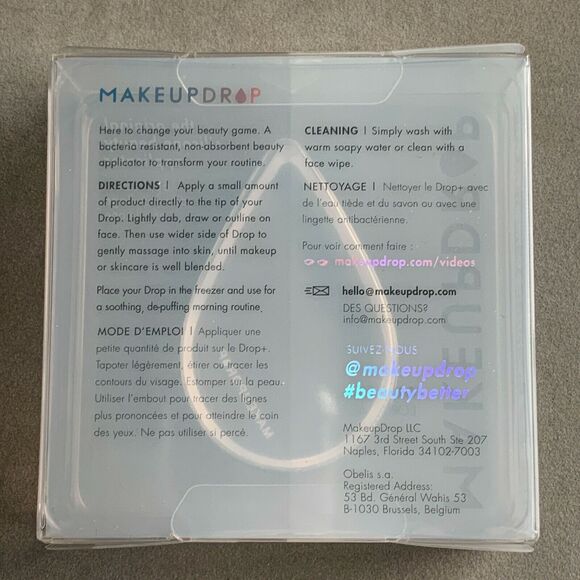 MAKEUPDROP
Here to change your beauty game. A
bacteria resistant, non-absorbent beauty
applicator to transform your routine.
DIRECTIONS | Apply a small amount
of product directly to the tip of your
Drop. Lightly dab, draw or outline on
face. Then use wider side of Drop to
gently massage into skin, until makeup
or skincare is well blended.
Place your Drop in the freezer and use for
a soothing, de-puffing morning routine.
MODE D'EMPLOI | Appliquer une
petite quantité de produit sur le Drop+.
Tapoter légèrement, étirer ou tracer les
contours du visage. Estomper sur la peau.
Utiliser l'embout pour tracer des lignes
plus prononcées et pour atteindre le coin
des yeux. Ne pas utiliser si percé.
CLEANING | Simply wash with
warm soapy water or clean with a
face wipe.
NETTOYAGE | Nettoyer le Drop+ avec
de l'eau tiède et du savon ou avec une
lingette antibactérienne.
Pour voir comment faire :
makeupdrop.com/videos
hello@makeupdrop.com
DES QUESTIONS?
info@makeupdrop.com
SUIVEZ-NOUS
@makeupdrop
#beautybetter
MakeupDrop LLC
1167 3rd Street South Ste 207
Naples, Florida 34102-7003
Obelis s.a.
Registered Address:
53 Bd. Général Wahis 53
B-1030 Brussels, Belgium
MAKEUPDROP